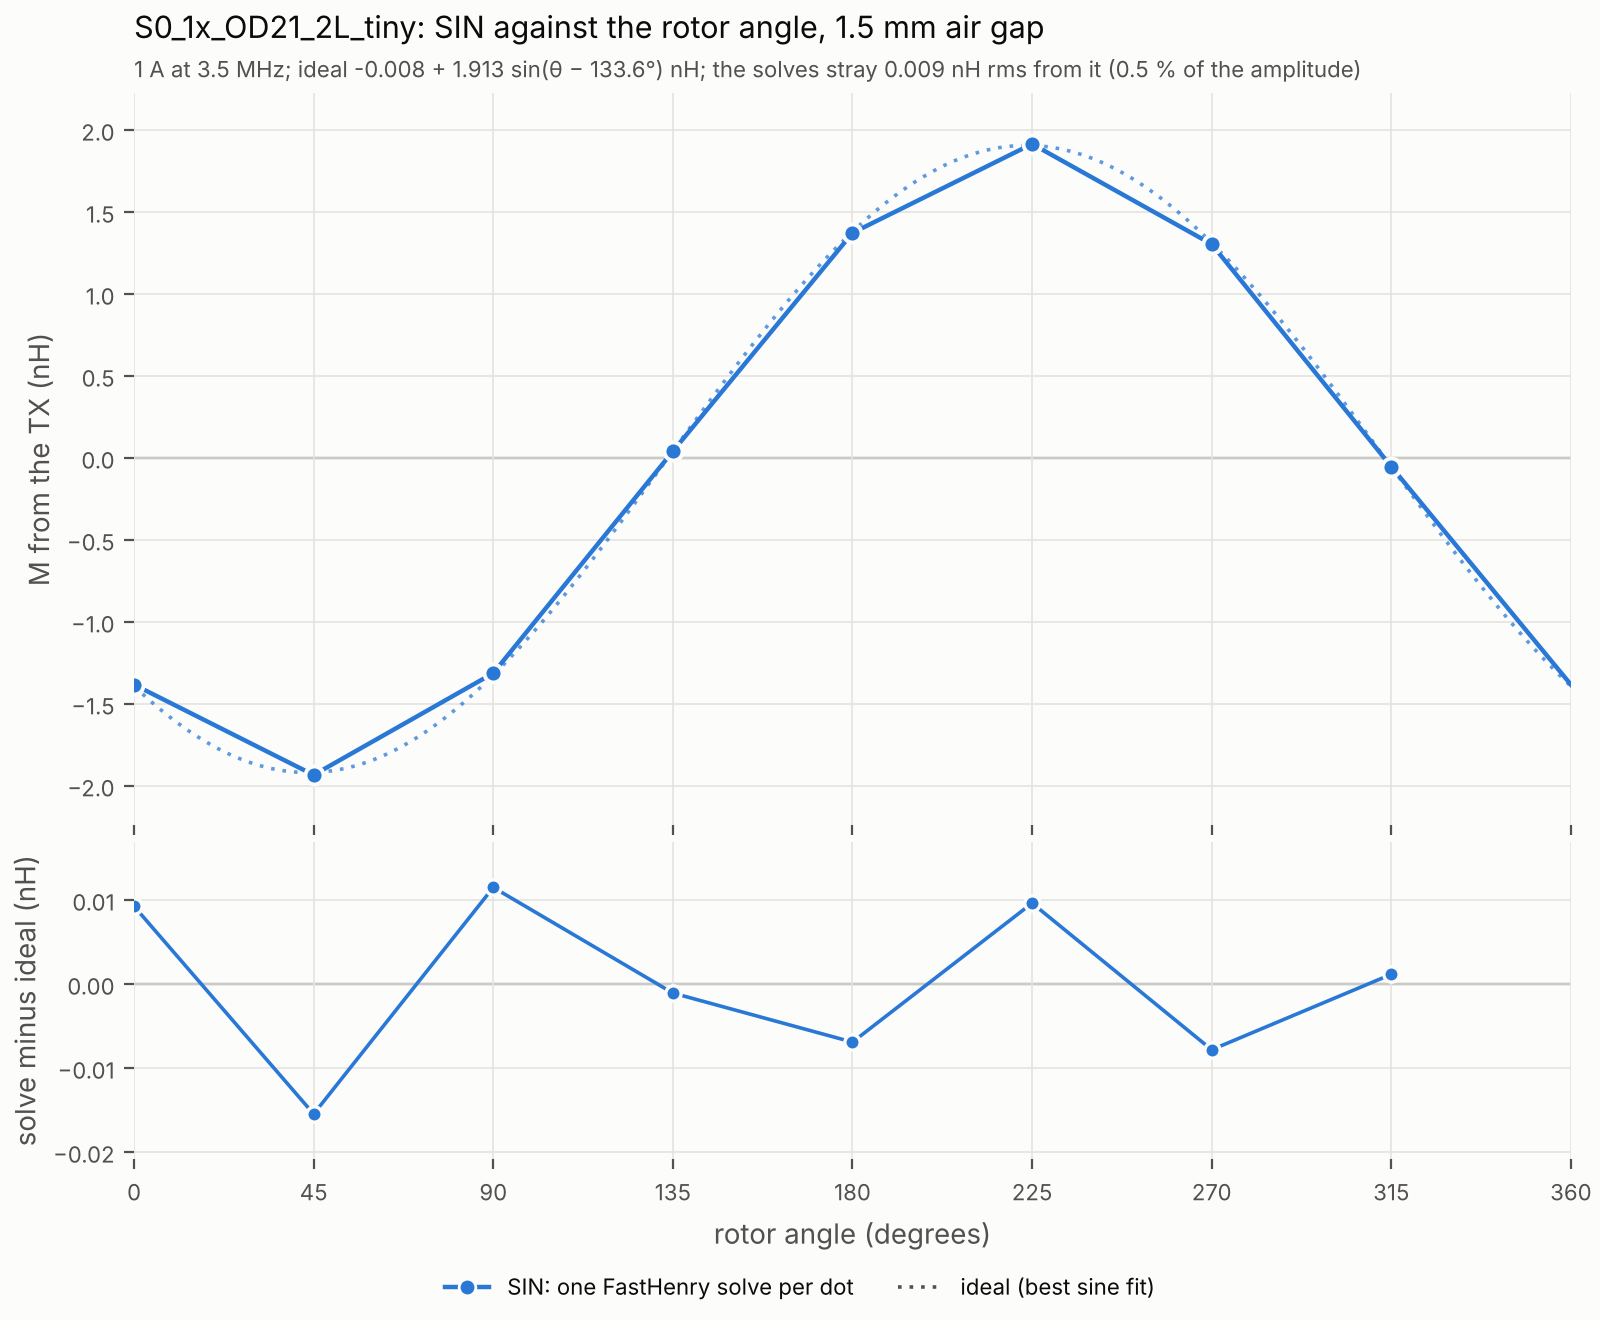 S0_1x_OD21_2L_tiny: SIN against the rotor angle, 1.5 mm air gap
1 A at 3.5 MHz; ideal -0.008 + 1.913 sin(θ − 133.6°) nH; the solves stray 0.009 nH rms from it (0.5 % of the amplitude)
M from the TX (nH)
2.0
1.5
1.0
0.5
0.0
−0.5
−1.0
−1.5
−2.0
solve minus ideal (nH)
0.01
0.00
−0.01
−0.02
0 45 90 135 180 225 270 315 360
rotor angle (degrees)
SIN: one FastHenry solve per dot ideal (best sine fit)